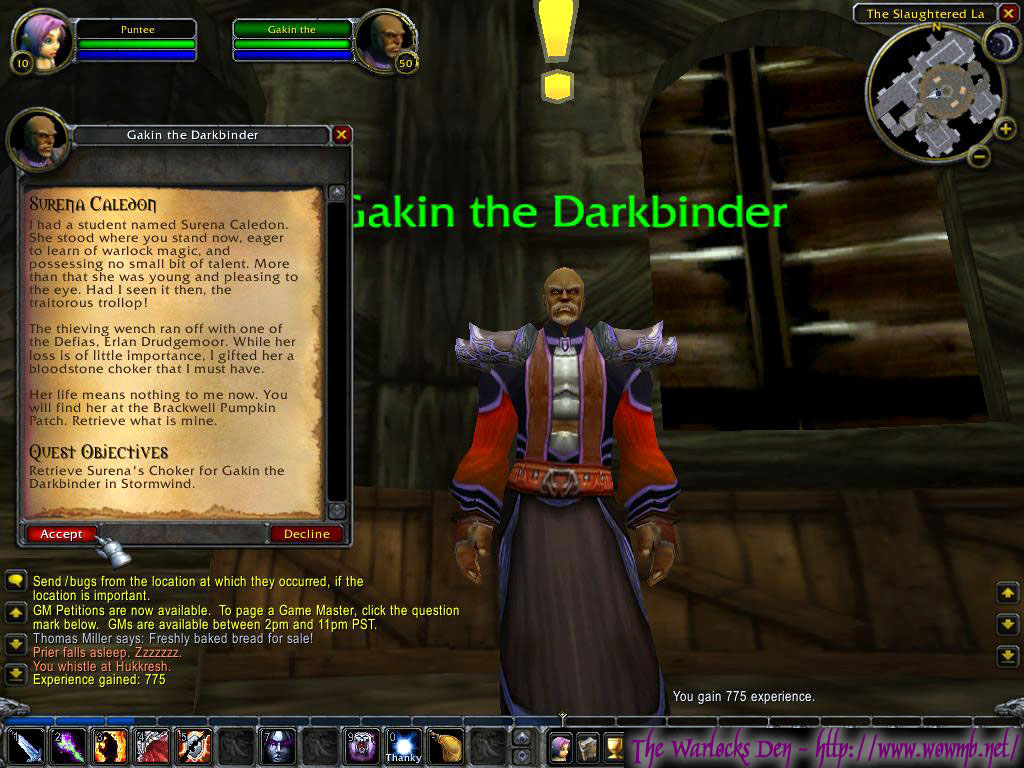 Puntee
10
Gakin the
50
The Slaughtered La
N
Gakin the Darkbinder
Gakin the Darkbinder
Surena Caledon
I had a student named Surena Caledon.
She stood where you stand now, eager
to learn of warlock magic, and
possessing no small bit of talent. More
than that she was young and pleasing to
the eye. Had I seen it then, the
traitorous trollop!
The thieving wench ran off with one of
the Defias, Erlan Drudgemoor. While her
loss is of little importance, I gifted her a
bloodstone choker that I must have.
Her life means nothing to me now. You
will find her at the Brackwell Pumpkin
Patch. Retrieve what is mine.
Quest Objectives
Retrieve Surena's Choker for Gakin the
Darkbinder in Stormwind.
Accept
Decline
Send /bugs from the location at which they occurred, if the
location is important.
GM Petitions are now available. To page a Game Master, click the question
mark below. GMs are available between 2pm and 11pm PST.
Thomas Miller says: Freshly baked bread for sale!
Prier falls asleep. Zzzzzzz.
You whistle at Hukkresh.
Experience gained: 775
You gain 775 experience.
2 4 5 7 9 0
Thanky
The Warlocks Den - http://www.wowmb.net/